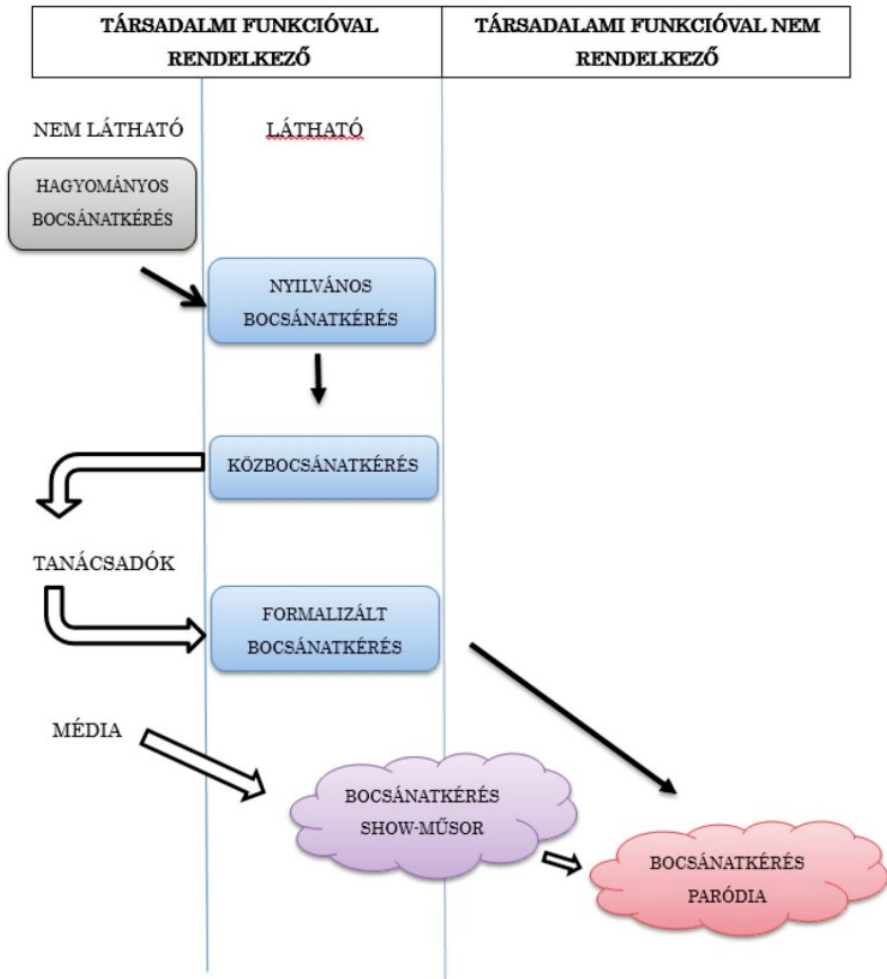 TÁRSADALMI FUNKCIÓVAL
RENDELKEZŐ
TÁRSADALAMI FUNKCIÓVAL NEM
RENDELKEZŐ
NEM LÁTHATÓ
LÁTHATÓ
HAGYOMÁNYOS
BOCSÁNATKÉRÉS
NYILVÁNOS
BOCSÁNATKÉRÉS
KÖZBOCSÁNATKÉRÉS
TANÁCSADÓK
FORMALIZÁLT
BOCSÁNATKÉRÉS
MÉDIA
BOCSÁNATKÉRÉS
SHOW-MŰSOR
BOCSÁNATKÉRÉS
PARÓDIA